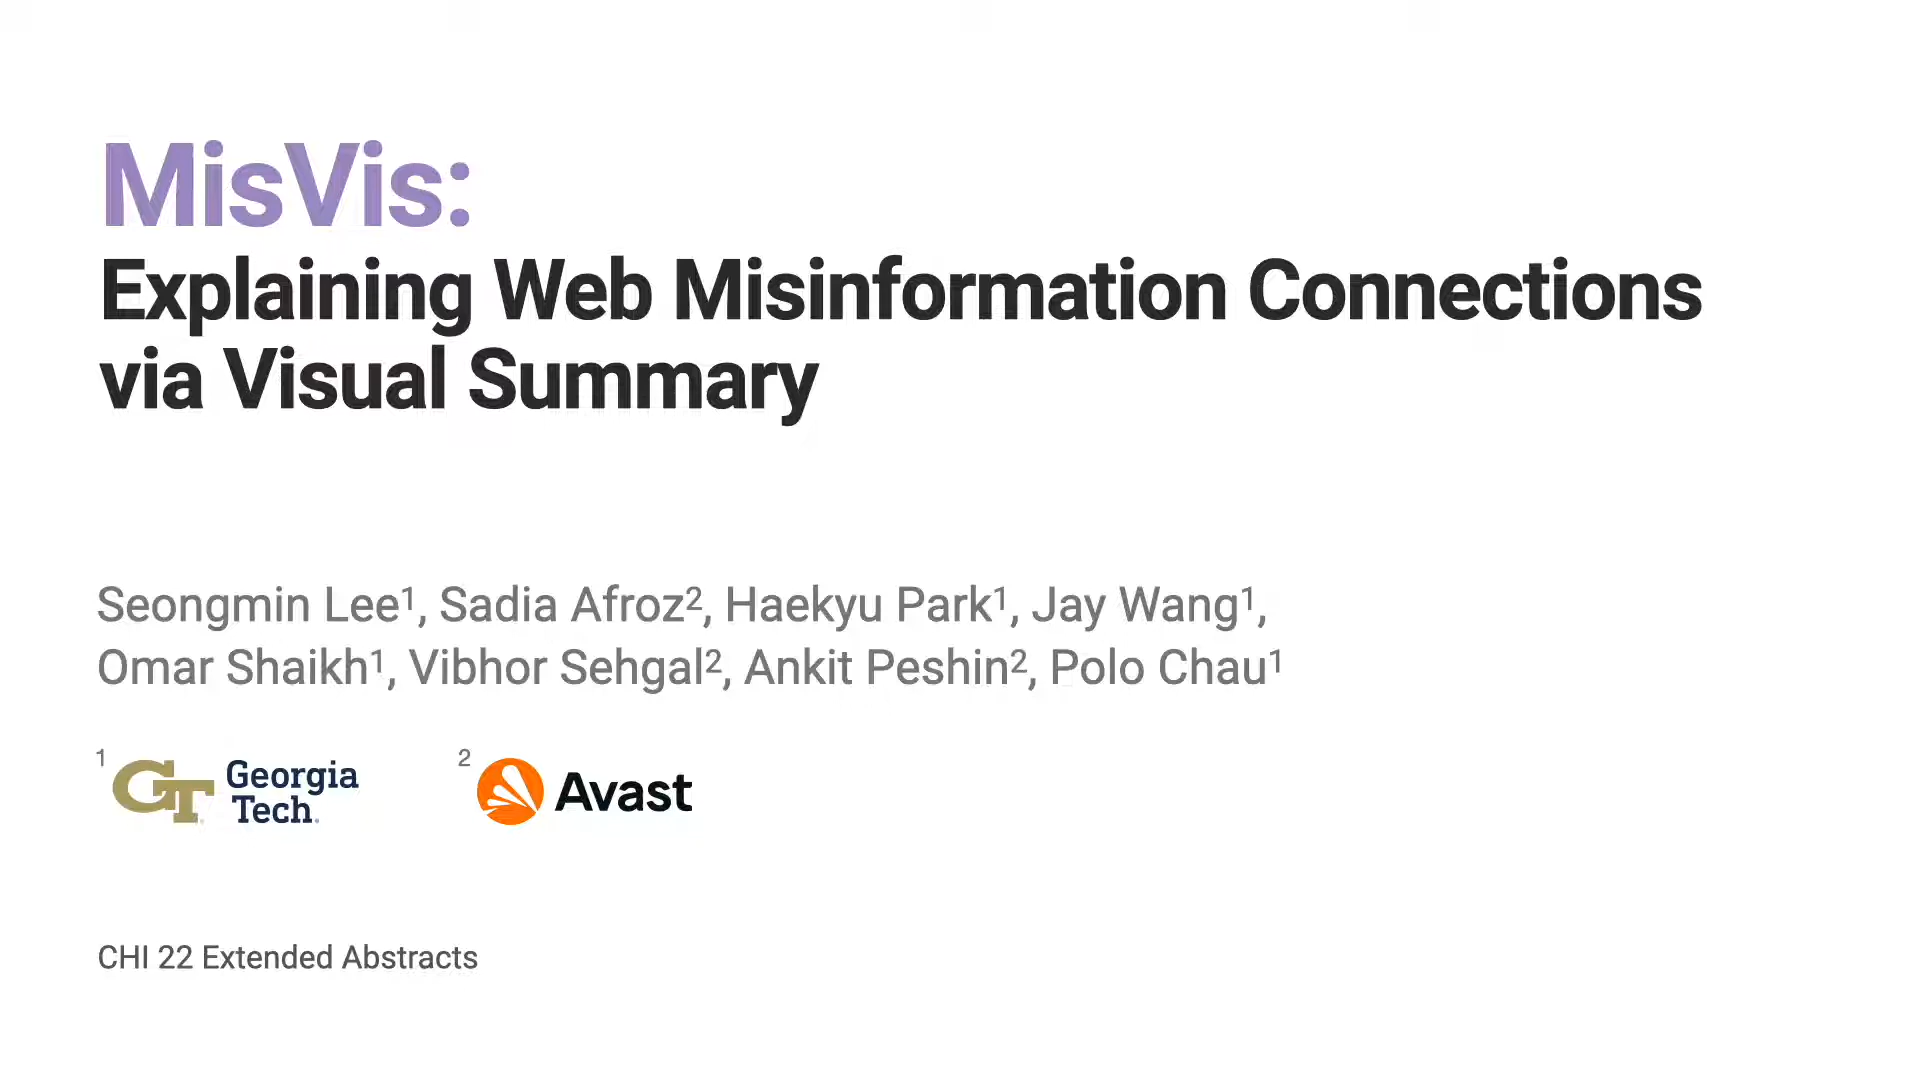 MisVis:
Explaining Web Misinformation Connections
via Visual Summary
Seongmin Lee¹, Sadia Afroz², Haekyu Park¹, Jay Wang¹,
Omar Shaikh¹, Vibhor Sehgal², Ankit Peshin², Polo Chau¹
1 GT Georgia Tech. 2 Avast
CHI 22 Extended Abstracts